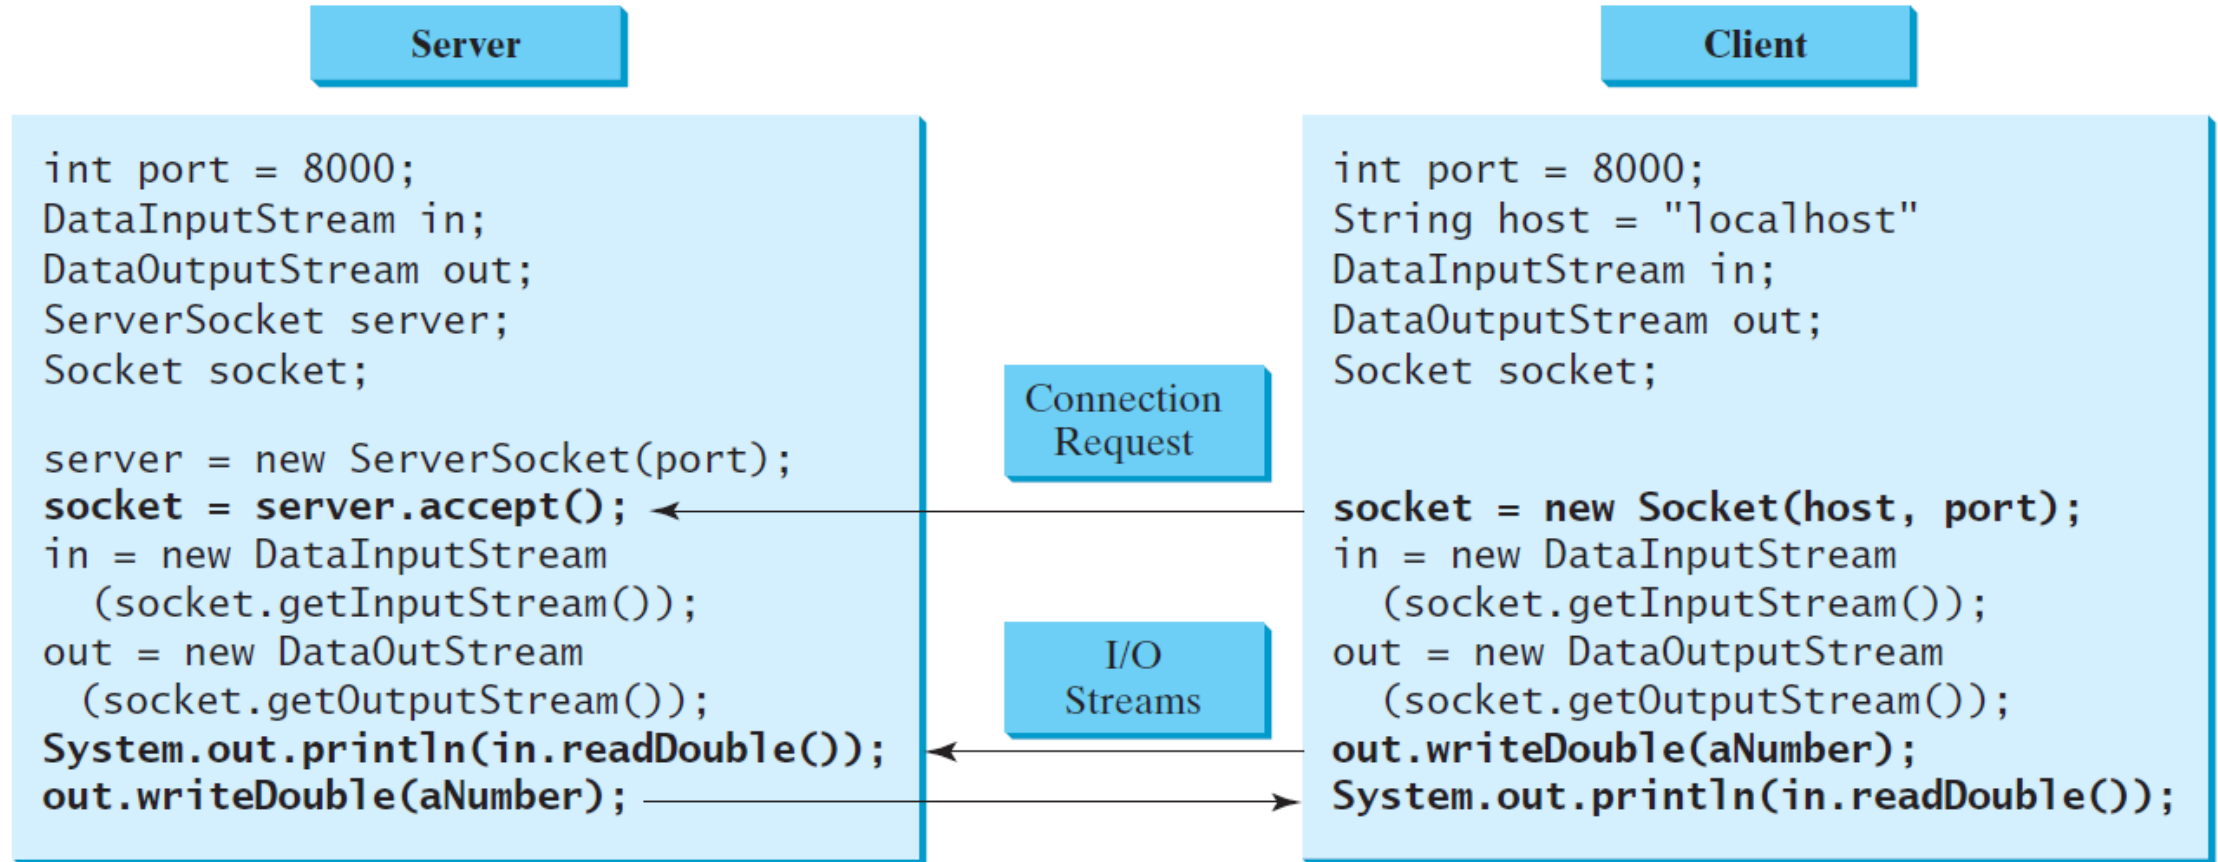 Server
int port = 8000;
DataInputStream in;
DataOutputStream out;
ServerSocket server;
Socket socket;
server = new ServerSocket(port);
socket = server.accept();
in = new DataInputStream
(socket.getInputStream());
out = new DataOutStream
(socket.getOutputStream());
System.out.println(in.readDouble());
out.writeDouble(aNumber);
Connection
Request
I/O
Streams
Client
int port = 8000;
String host = "localhost"
DataInputStream in;
DataOutputStream out;
Socket socket;
socket = new Socket(host, port);
in = new DataInputStream
(socket.getInputStream());
out = new DataOutputStream
(socket.getOutputStream());
out.writeDouble(aNumber);
System.out.println(in.readDouble());